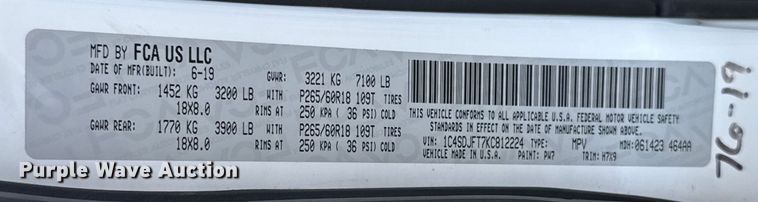 MFD BY FCA US LLC
DATE OF MFR(BUILT): 6-19 GVWR: 3221 KG 7100 LB
GAWR FRONT: 1452 KG 3200 LB P265/60R18 109T TIRES
18X8.0 RIMS AT 250 KPA ( 36 PSI) COLD
GAWR REAR: 1770 KG 3900 LB P265/60R18 109T TIRES
18X8.0 RIMS AT 250 KPA ( 36 PSI) COLD
THIS VEHICLE CONFORMS TO ALL APPLICABLE U.S.A. FEDERAL MOTOR VEHICLE SAFETY
STANDARDS IN EFFECT ON THE DATE OF MANUFACTURE SHOWN ABOVE.
VIN: 1C4SDJFT7KC812224 TYPE: MPV MDH: 061423 464AA
VEHICLE MADE IN U.S.A. PAINT: PW7 TRIM: H7X9
76-19
Purple Wave Auction